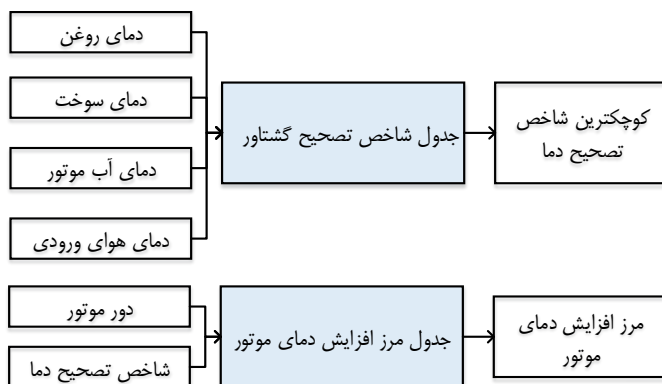 دمای روغن
دمای سوخت
دمای آب موتور
دمای هوای ورودی
جدول شاخص تصحیح گشتاور
کوچکترین شاخص
تصحیح دما
دور موتور
شاخص تصحیح دما
جدول مرز افزایش دمای موتور
مرز افزایش دمای
موتور